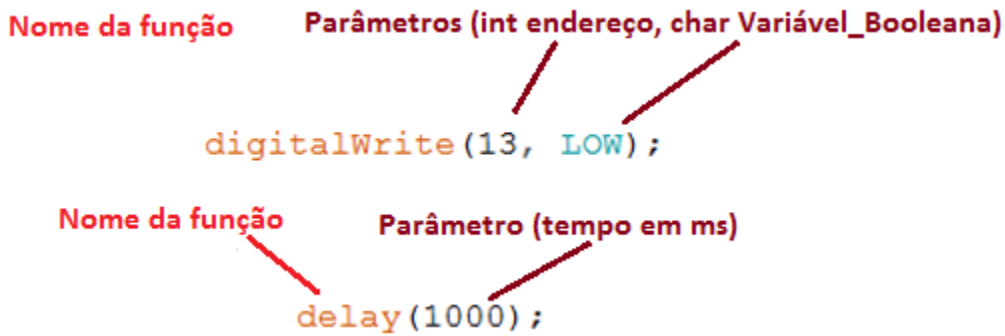 Nome da função Parâmetros (int endereço, char Variável_Booleana)
digitalWrite(13, LOW);
Nome da função Parâmetro (tempo em ms)
delay(1000);